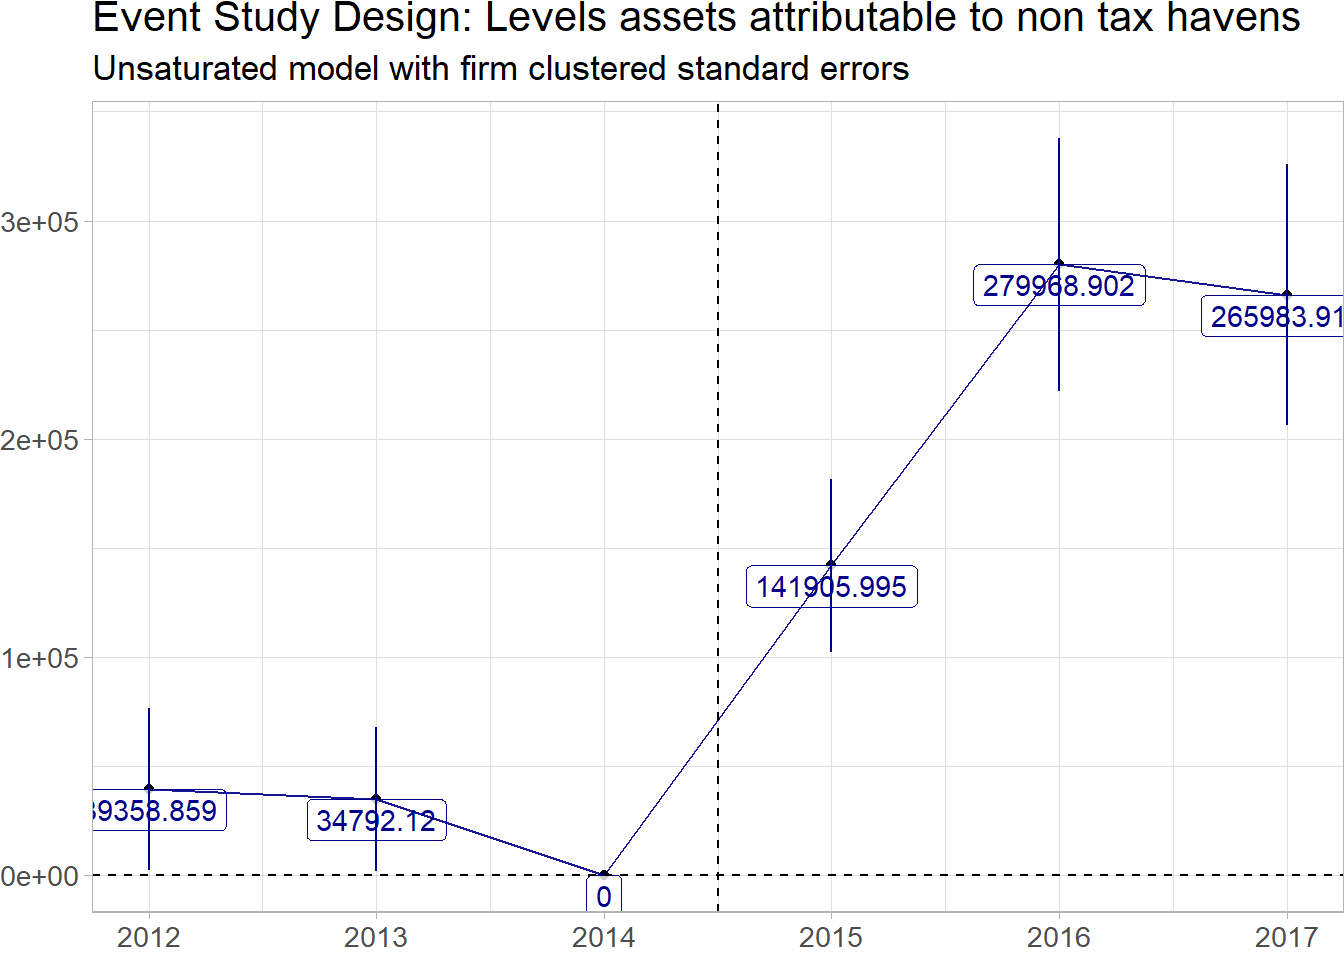 Event Study Design: Levels assets attributable to non tax havens
Unsaturated model with firm clustered standard errors
3e+05
2e+05
1e+05
0e+00
39358.859
34792.12
0
141905.995
279968.902
265983.91
2012 2013 2014 2015 2016 2017